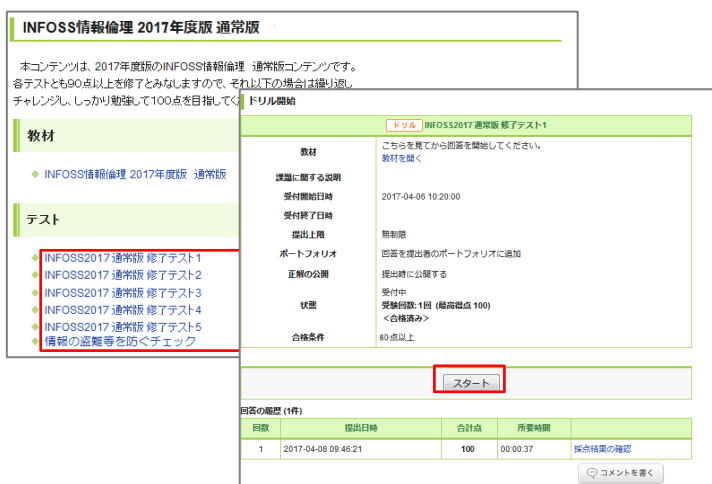 INFOSS情報倫理 2017年度版 通常版
本コンテンツは、2017年度版のINFOSS情報倫理 通常版コンテンツです。
各テストとも90点以上を修了とみなしますので、それ以下の場合は繰り返し
チャレンジし、しっかり勉強して100点を目指してく
教材
INFOSS情報倫理 2017年度版 通常版
テスト
INFOSS2017 通常版 修了テスト1
INFOSS2017 通常版 修了テスト2
INFOSS2017 通常版 修了テスト3
INFOSS2017 通常版 修了テスト4
INFOSS2017 通常版 修了テスト5
情報の盗難等を防ぐチェック
ドリル開始
ドリル INFOSS2017 通常版 修了テスト1
教材 こちらを見てから回答を開始してください。
教材を開く
課題に関する説明
受付開始日時 2017-04-06 10:20:00
受付終了日時
提出上限 無制限
ポートフォリオ 回答を提出者のポートフォリオに追加
正解の公開 提出時に公開する
状態 受付中
受験回数: 1回 (最高得点 100)
<合格済み>
合格条件 60点以上
スタート
回答の履歴 (1件)
回数 提出日時 合計点 所要時間
1 2017-04-08 09:46:21 100 00:00:37 採点結果の確認
コメントを書く